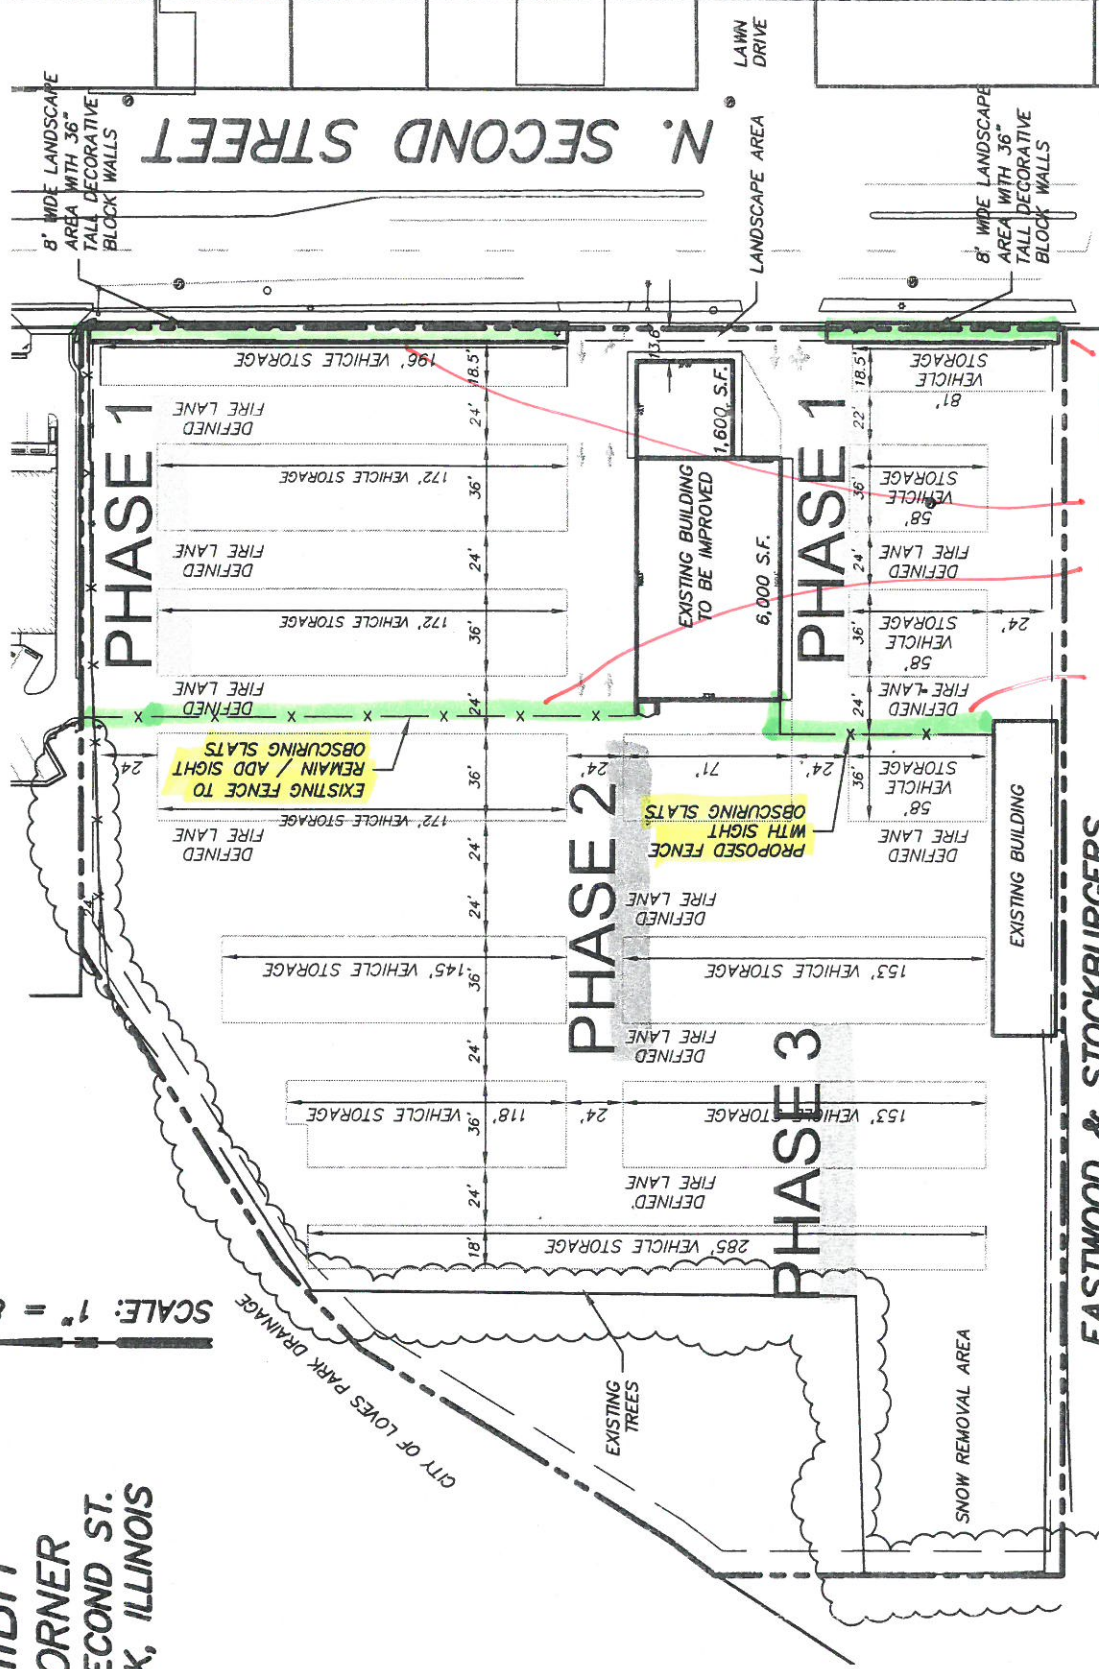 8' WIDE LANDSCAPE
AREA WITH 36"
TALL DECORATIVE
BLOCK WALLS
N. SECOND STREET
LAWN
DRIVE
LANDSCAPE AREA
8' WIDE LANDSCAPE
AREA WITH 36"
TALL DECORATIVE
BLOCK WALLS
PHASE 1
196' VEHICLE STORAGE
18.5'
13.6'
DEFINED
FIRE LANE
24'
172' VEHICLE STORAGE
36'
DEFINED
FIRE LANE
24'
172' VEHICLE STORAGE
36'
DEFINED
FIRE LANE
24'
1,600 S.F.
EXISTING BUILDING
TO BE IMPROVED
6,000 S.F.
PHASE 1
81'
VEHICLE
STORAGE
18.5'
22'
58'
VEHICLE
STORAGE
36'
DEFINED
FIRE LANE
24'
58'
VEHICLE
STORAGE
36'
24'
DEFINED
FIRE LANE
24'
EXISTING FENCE TO
REMAIN / ADD SIGHT
OBSCURING SLATS
24'
172' VEHICLE STORAGE
36'
24'
71'
24'
58'
VEHICLE
STORAGE
36'
PROPOSED FENCE
WITH SIGHT
OBSCURING SLATS
DEFINED
FIRE LANE
24'
DEFINED
FIRE LANE
PHASE 2
24'
24'
DEFINED
FIRE LANE
EXISTING BUILDING
145' VEHICLE STORAGE
36'
153' VEHICLE STORAGE
24'
DEFINED
FIRE LANE
PHASE 3
118' VEHICLE STORAGE
36'
24'
153' VEHICLE STORAGE
24'
DEFINED
FIRE LANE
285' VEHICLE STORAGE
18'
EXISTING
TREES
SNOW REMOVAL AREA
CITY OF LOVES PARK DRAINAGE
EASTWOOD & STOCKBURGERS
SCALE: 1" = 8
ORNER
ECOND ST.
K, ILLINOIS